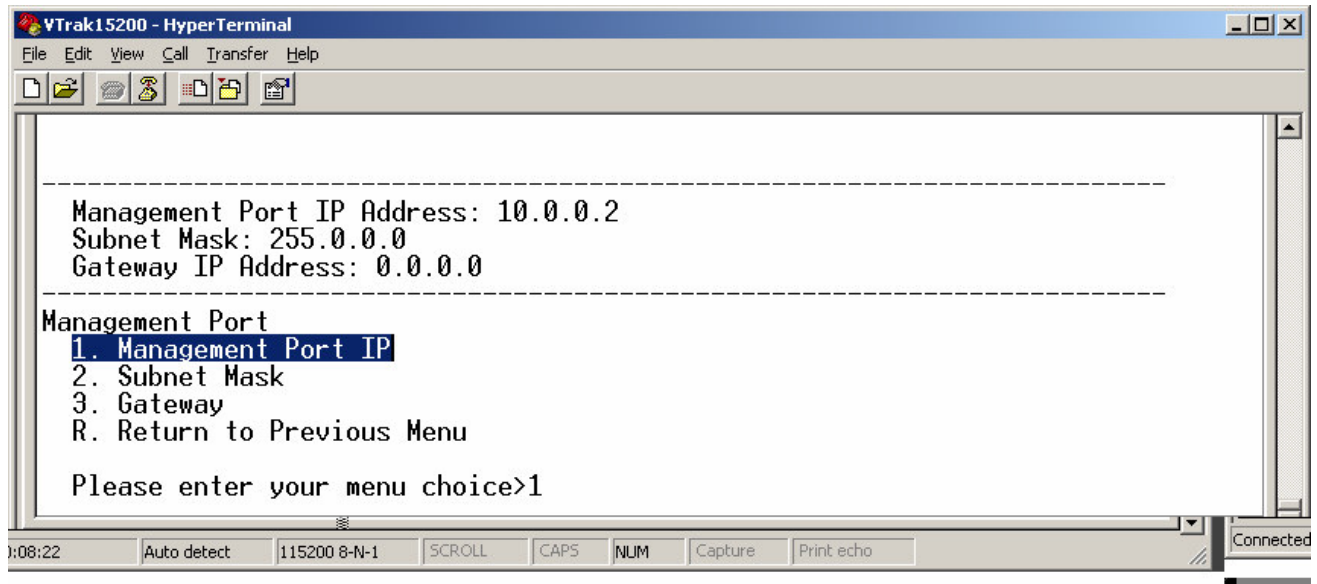 VTrak15200 - HyperTerminal
File Edit View Call Transfer Help
Management Port IP Address: 10.0.0.2
Subnet Mask: 255.0.0.0
Gateway IP Address: 0.0.0.0
Management Port
1. Management Port IP
2. Subnet Mask
3. Gateway
R. Return to Previous Menu
Please enter your menu choice>1
:08:22 Auto detect 115200 8-N-1 SCROLL CAPS NUM Capture Print echo
Connected